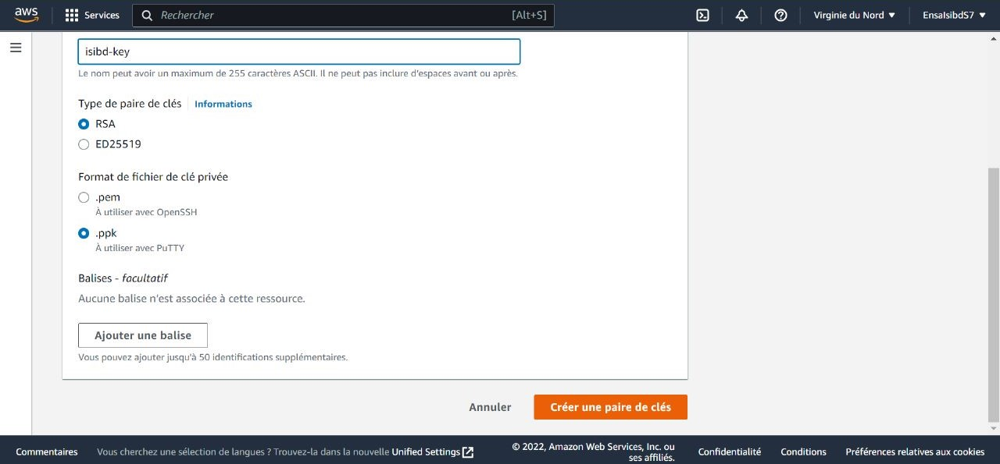 aws
Services
Rechercher
[Alt+S]
Virginie du Nord
EnsaIsibdS7
isibd-key
Le nom peut avoir un maximum de 255 caractères ASCII. Il ne peut pas inclure d'espaces avant ou après.
Type de paire de clés
Informations
RSA
ED25519
Format de fichier de clé privée
.pem
À utiliser avec OpenSSH
.ppk
À utiliser avec PuTTY
Balises - facultatif
Aucune balise n'est associée à cette ressource.
Ajouter une balise
Vous pouvez ajouter jusqu'à 50 identifications supplémentaires.
Annuler
Créer une paire de clés
Commentaires
Vous cherchez une sélection de langues ? Trouvez-la dans la nouvelle Unified Settings
© 2022, Amazon Web Services, Inc. ou
ses affiliés.
Confidentialité
Conditions
Préférences relatives aux cookies